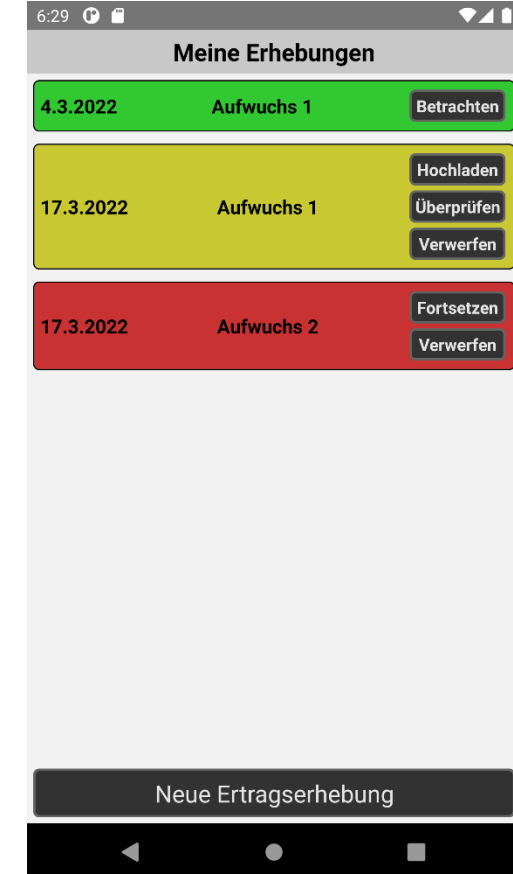 6:29
Meine Erhebungen
4.3.2022 Aufwuchs 1 Betrachten
17.3.2022 Aufwuchs 1 Hochladen
Überprüfen
Verwerfen
17.3.2022 Aufwuchs 2 Fortsetzen
Verwerfen
Neue Ertragserhebung